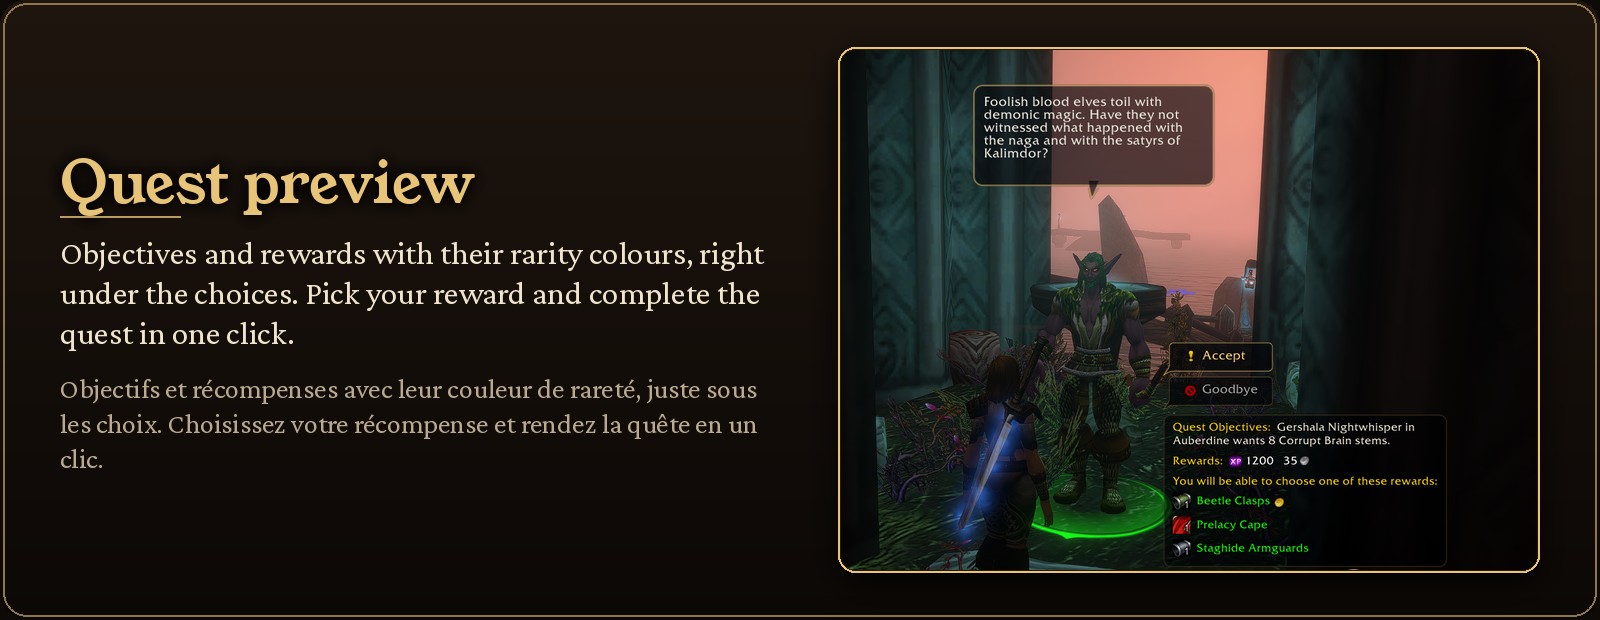 Quest preview
Objectives and rewards with their rarity colours, right
under the choices. Pick your reward and complete the
quest in one click.
Objectifs et récompenses avec leur couleur de rareté, juste sous
les choix. Choisissez votre récompense et rendez la quête en un
clic.
Foolish blood elves toil with
demonic magic. Have they not
witnessed what happened with
the naga and with the satyrs of
Kalimdor?
! Accept
Goodbye
Quest Objectives: Gershala Nightwhisper in
Auberdine wants 8 Corrupt Brain stems.
Rewards: XP 1200 35
You will be able to choose one of these rewards:
1 Beetle Clasps
1 Prelacy Cape
1 Staghide Armguards